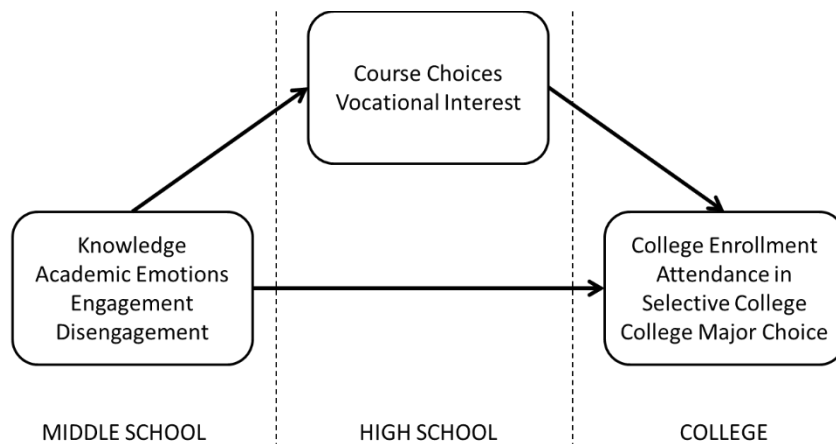 Course Choices
Vocational Interest
Knowledge
Academic Emotions
Engagement
Disengagement
College Enrollment
Attendance in
Selective College
College Major Choice
MIDDLE SCHOOL
HIGH SCHOOL
COLLEGE